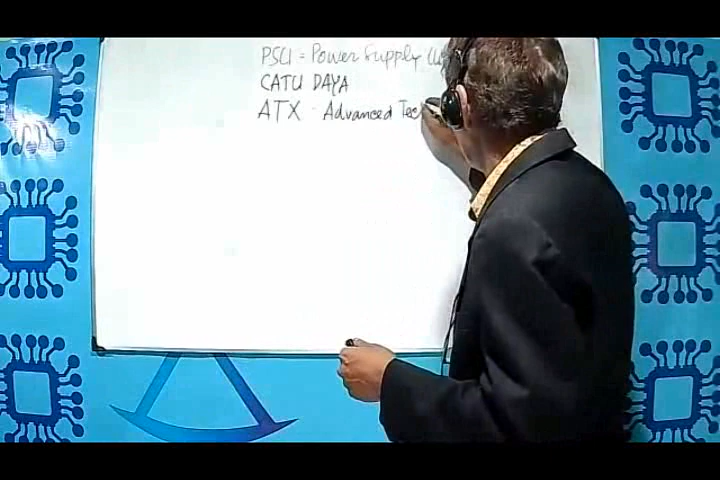 PSU = Power Supply
CATU DAYA
ATX - Advanced Tec